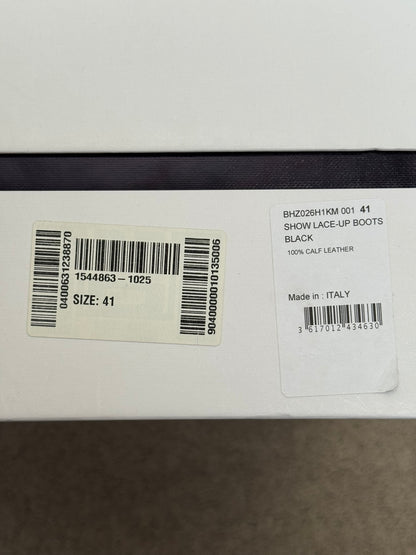 0400631238870
1544863-1025
SIZE: 41
9040000010135006
BHZ026H1KM 001 41
SHOW LACE-UP BOOTS
BLACK
100% CALF LEATHER
Made in : ITALY
3 617012 434630